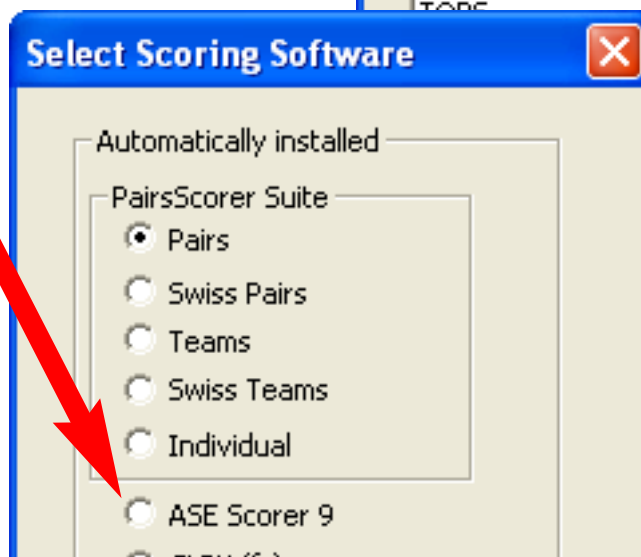 Select Scoring Software
Automatically installed
PairsScorer Suite
Pairs
Swiss Pairs
Teams
Swiss Teams
Individual
ASE Scorer 9